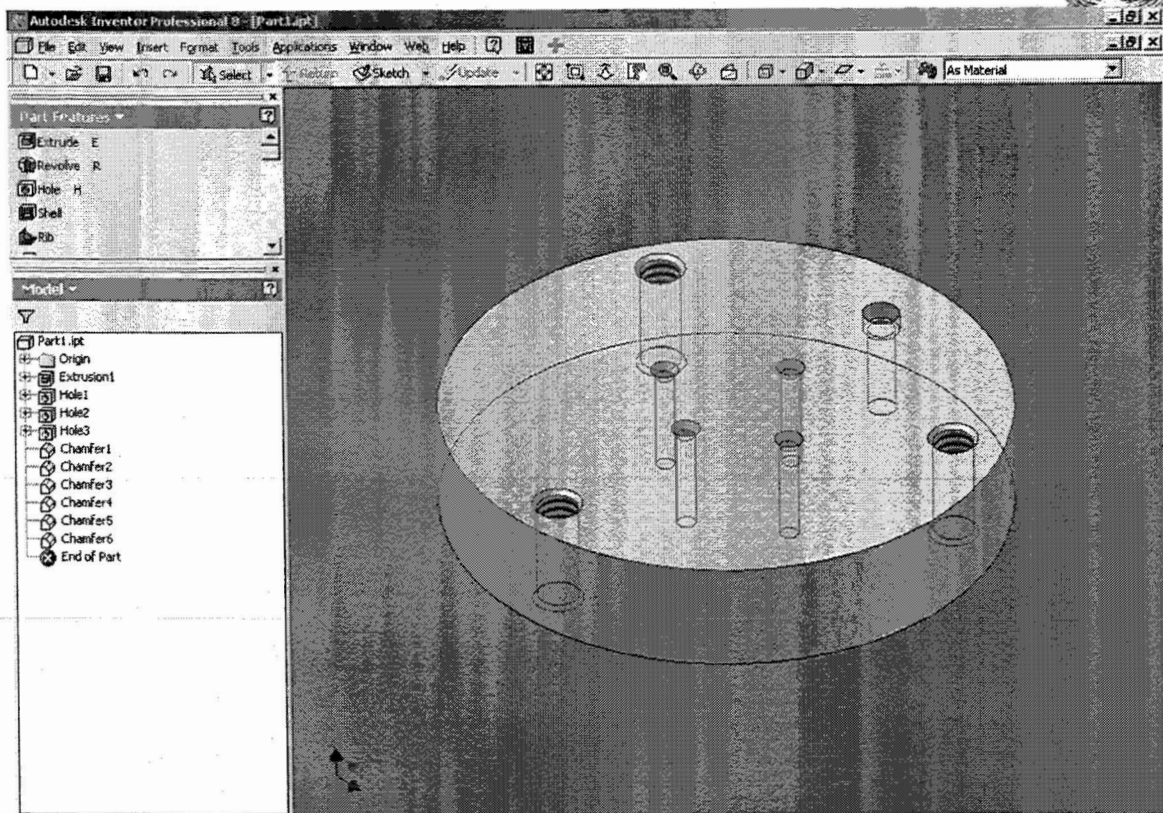 Autodesk Inventor Professional 8 - [Part1.ipt]
File Edit View Insert Format Tools Applications Window Web Help
Select Return Sketch Update As Material
Part Features
Extrude E
Revolve R
Hole H
Shell
Rib
Model
Part1.ipt
Origin
Extrusion1
Hole1
Hole2
Hole3
Chamfer1
Chamfer2
Chamfer3
Chamfer4
Chamfer5
Chamfer6
End of Part